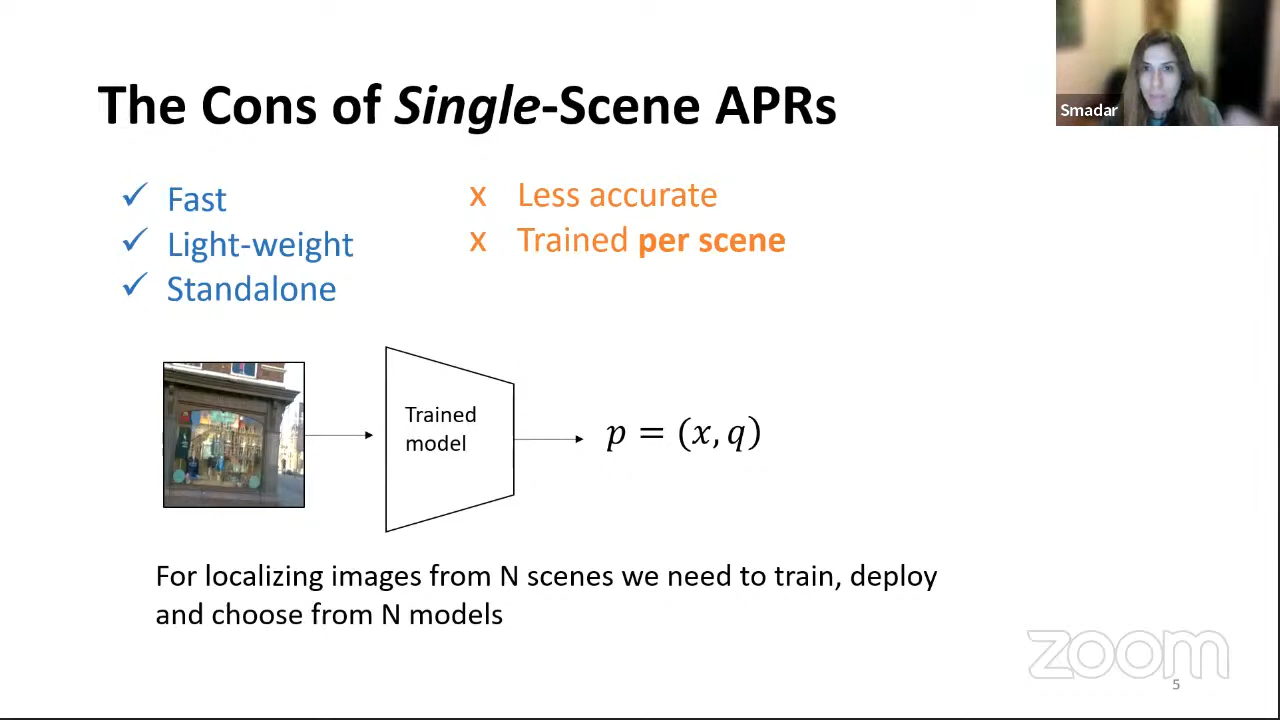 The Cons of Single-Scene APRs
Smadar
✓ Fast
✓ Light-weight
✓ Standalone
x Less accurate
x Trained per scene
Trained
model
p = (x, q)
For localizing images from N scenes we need to train, deploy
and choose from N models
zoom
5